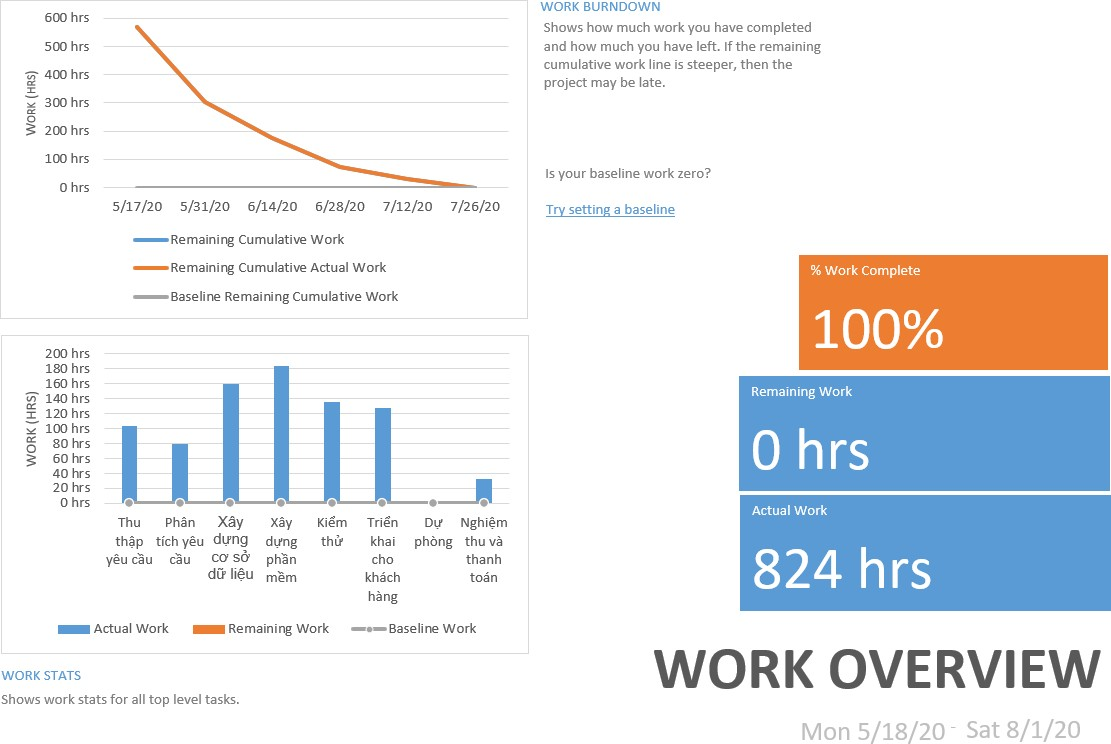 600 hrs
500 hrs
400 hrs
300 hrs
200 hrs
100 hrs
0 hrs
WORK (HRS)
5/17/20 5/31/20 6/14/20 6/28/20 7/12/20 7/26/20
Remaining Cumulative Work
Remaining Cumulative Actual Work
Baseline Remaining Cumulative Work
WORK BURNDOWN
Shows how much work you have completed
and how much you have left. If the remaining
cumulative work line is steeper, then the
project may be late.
Is your baseline work zero?
Try setting a baseline
% Work Complete
100%
Remaining Work
0 hrs
Actual Work
824 hrs
200 hrs
180 hrs
160 hrs
140 hrs
120 hrs
100 hrs
80 hrs
60 hrs
40 hrs
20 hrs
0 hrs
WORK (HRS)
Thu
thập
yêu cầu
Phân
tích yêu
cầu
Xây
dựng
cơ sở
dữ liệu
Xây
dựng
phần
mềm
Kiểm
thử
Triển
khai
cho
khách
hàng
Dự
phòng
Nghiệm
thu và
thanh
toán
Actual Work Remaining Work Baseline Work
WORK STATS
Shows work stats for all top level tasks.
WORK OVERVIEW
Mon 5/18/20 - Sat 8/1/20